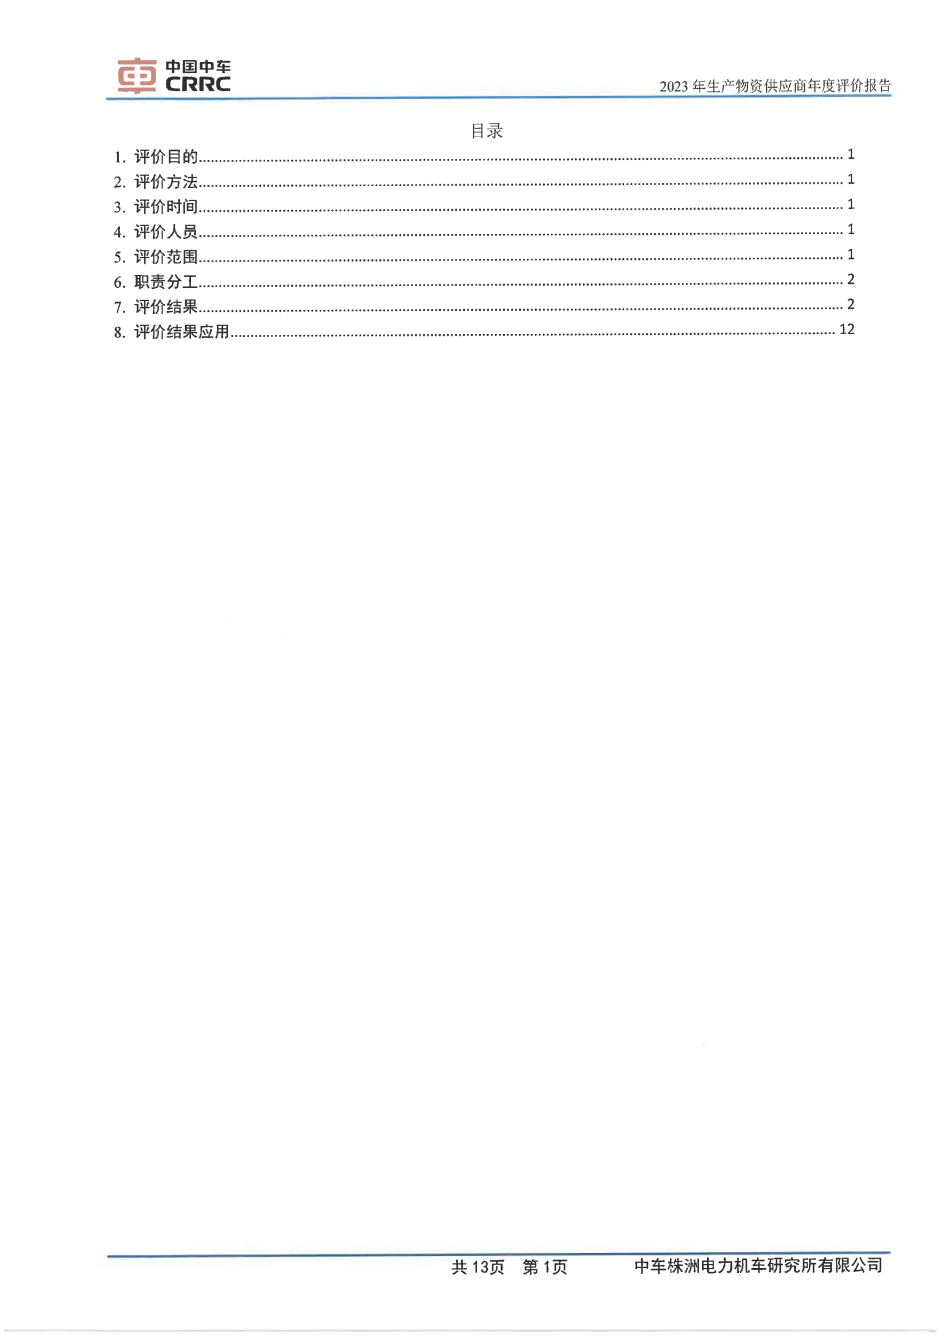 中国中车
CRRC
2023 年生产物资供应商年度评价报告
目录
1. 评价目的 1
2. 评价方法 1
3. 评价时间 1
4. 评价人员 1
5. 评价范围 1
6. 职责分工 2
7. 评价结果 2
8. 评价结果应用 12
共 13页 第 1页 中车株洲电力机车研究所有限公司